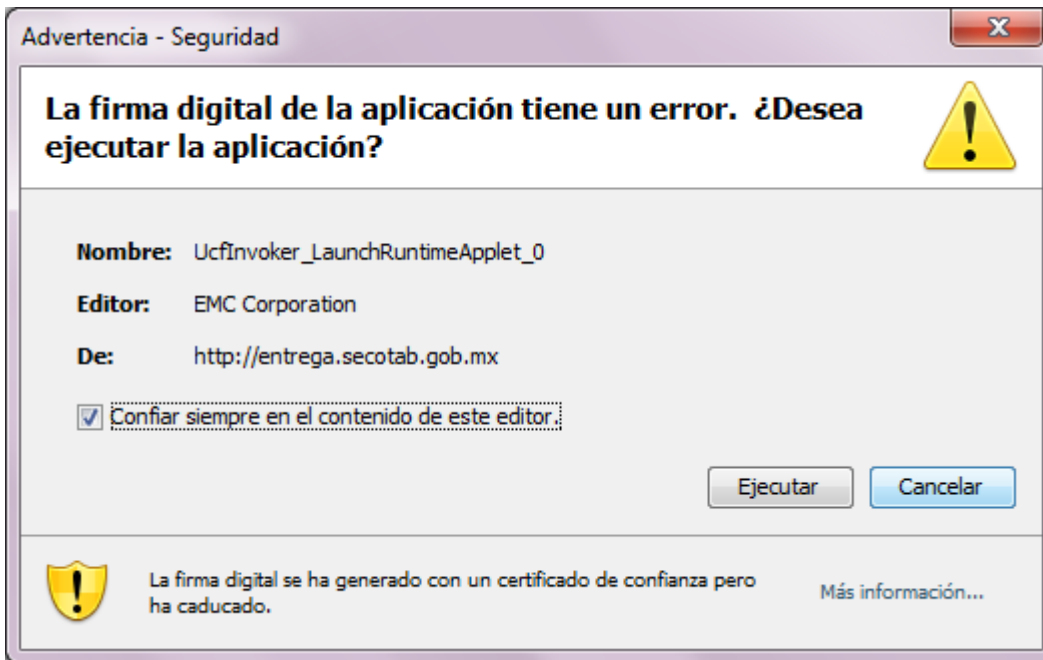 Advertencia - Seguridad
La firma digital de la aplicación tiene un error. ¿Desea
ejecutar la aplicación?
Nombre: UcfInvoker_LaunchRuntimeApplet_0
Editor: EMC Corporation
De: http://entrega.secotab.gob.mx
Confiar siempre en el contenido de este editor.
Ejecutar Cancelar
La firma digital se ha generado con un certificado de confianza pero
ha caducado.
Más información...